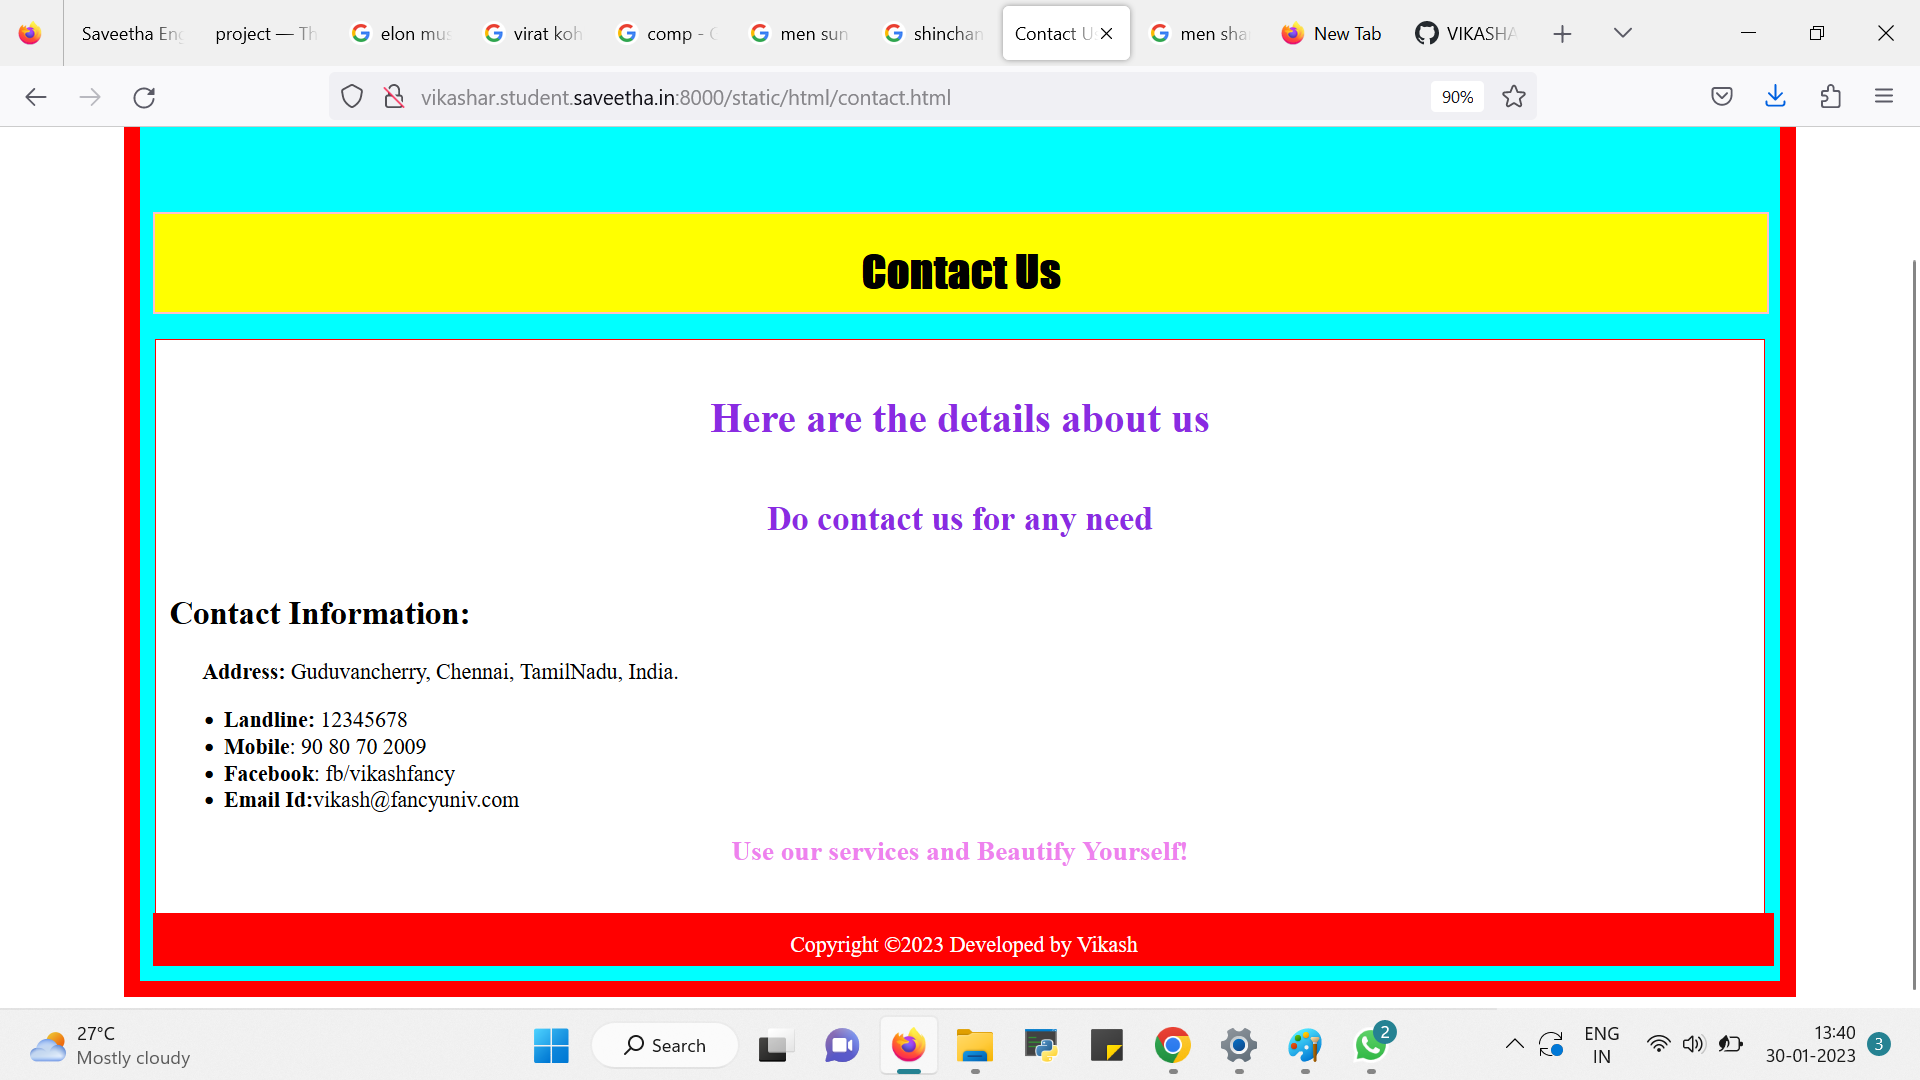 Saveetha Eng
project — Th
elon mus
virat koh
comp - G
men sun
shinchan
Contact U
men sha
New Tab
VIKASHA
vikashar.student.saveetha.in:8000/static/html/contact.html
90%
Contact Us
Here are the details about us
Do contact us for any need
Contact Information:
Address: Guduvancherry, Chennai, TamilNadu, India.
• Landline: 12345678
• Mobile: 90 80 70 2009
• Facebook: fb/vikashfancy
• Email Id:vikash@fancyuniv.com
Use our services and Beautify Yourself!
Copyright ©2023 Developed by Vikash
27°C
Mostly cloudy
Search
2
ENG
IN
13:40
30-01-2023
3